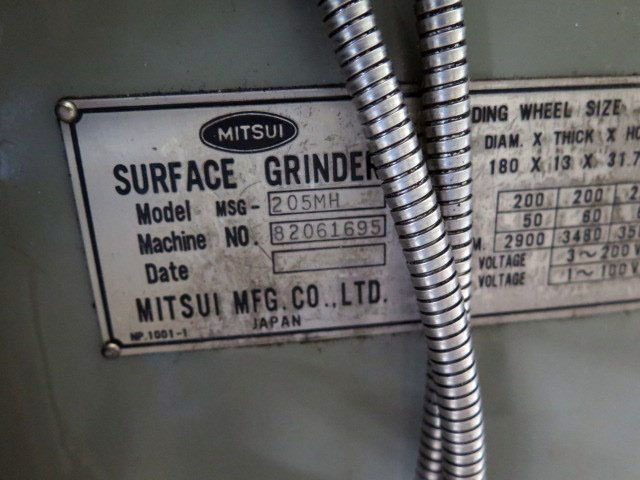 MITSUI
SURFACE GRINDER
Model MSG- 205MH
Machine NO. 82061695
Date
MITSUI MFG.CO.,LTD.
JAPAN
NP.1001-1
DING WHEEL SIZE
DIAM. X THICK X H
180 X 13 X 31.7
200 200 2
50 60
M. 2900 3480 35
VOLTAGE 3~200V
VOLTAGE 1~100V